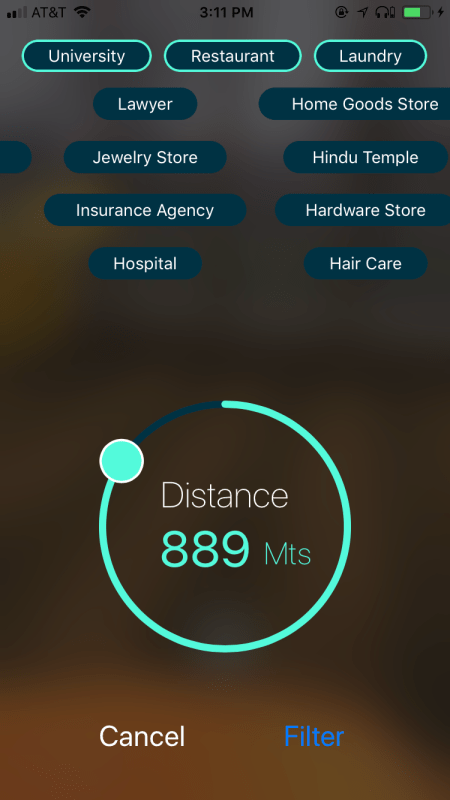 AT&T 3:11 PM
University Restaurant Laundry
Lawyer Home Goods Store
Jewelry Store Hindu Temple
Insurance Agency Hardware Store
Hospital Hair Care
Distance
889 Mts
Cancel Filter